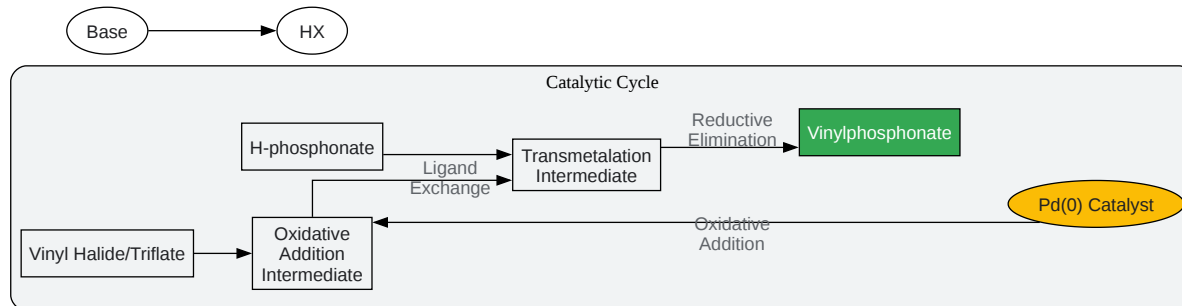 Base
HX
Catalytic Cycle
H-phosphonate
Ligand
Exchange
Transmetalation
Intermediate
Reductive
Elimination
Vinylphosphonate
Vinyl Halide/Triflate
Oxidative
Addition
Intermediate
Oxidative
Addition
Pd(0) Catalyst